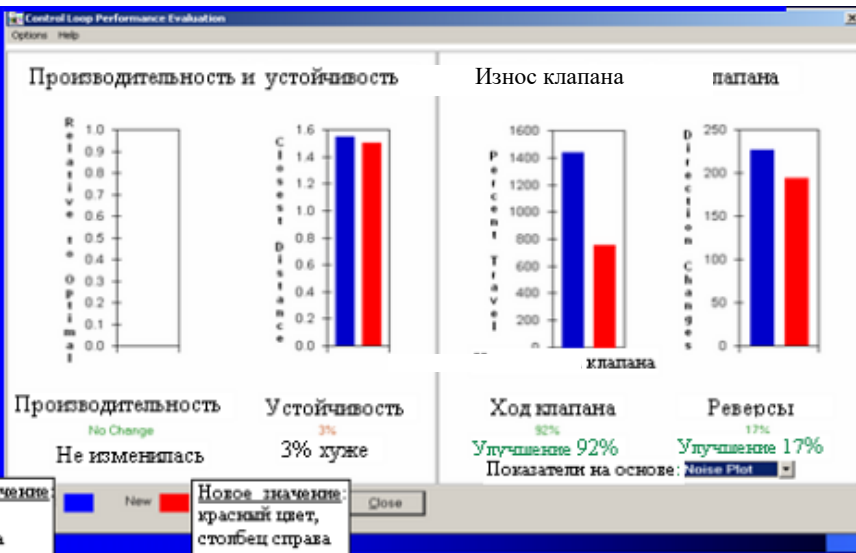 Control Loop Performance Evaluation
Options Help
Производительность и устойчивость
Износ клапана
папана
Relative to Optimal
1.0
0.9
0.8
0.7
0.6
0.5
0.4
0.3
0.2
0.1
0.0
Closest Distance
1.6
1.4
1.2
1.0
0.8
0.6
0.4
0.2
0.0
Percent Travel
1600
1400
1200
1000
800
600
400
200
0
Direction Changes
250
200
150
100
50
0
клапана
Производительность
No Change
Не изменилась
Устойчивость
3%
3% хуже
Ход клапана
92%
Улучшение 92%
Реверсы
17%
Улучшение 17%
Показатели на основе: Noise Plot
чение:
а
New
Новое значение:
красный цвет,
столбец справа
Close